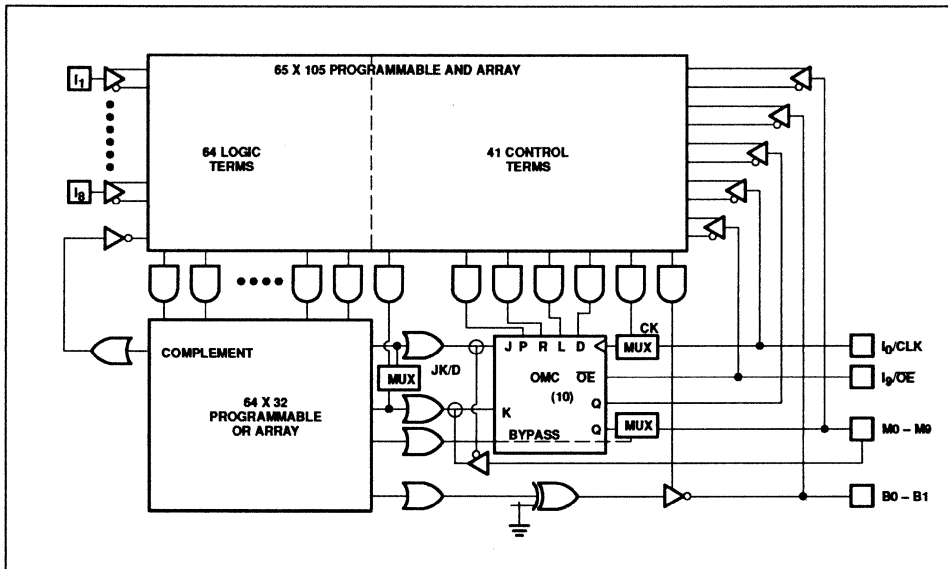 65 X 105 PROGRAMMABLE AND ARRAY
I1
64 LOGIC
TERMS
41 CONTROL
TERMS
I8
CK
COMPLEMENT
J P R L D
MUX
I0/CLK
JK/D
MUX
OMC
OE
I9/OE
(10)
64 X 32
PROGRAMMABLE
OR ARRAY
K
Q
Q
MUX
M0 – M9
BYPASS
B0 – B1